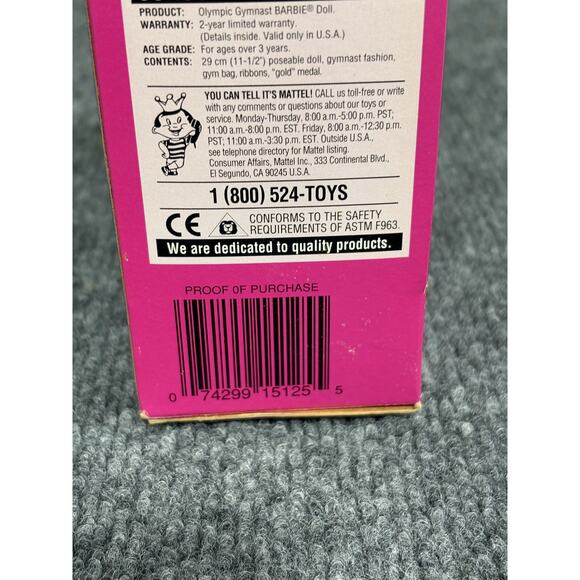 PRODUCT: Olympic Gymnast BARBIE® Doll.
WARRANTY: 2-year limited warranty.
(Details inside. Valid only in U.S.A.)
AGE GRADE: For ages over 3 years.
CONTENTS: 29 cm (11-1/2") poseable doll, gymnast fashion,
gym bag, ribbons, "gold" medal.
YOU CAN TELL IT'S MATTEL! CALL us toll-free or write
with any comments or questions about our toys or
service. Monday-Thursday, 8:00 a.m.-5:00 p.m. PST;
11:00 a.m.-8:00 p.m. EST. Friday, 8:00 a.m.-12:30 p.m.
PST; 11:00 a.m.-3:30 p.m. EST. Outside U.S.A.,
see telephone directory for Mattel listing.
Consumer Affairs, Mattel Inc., 333 Continental Blvd.,
El Segundo, CA 90245 U.S.A.
1 (800) 524-TOYS
CE
CONFORMS TO THE SAFETY
REQUIREMENTS OF ASTM F963.
We are dedicated to quality products.
PROOF OF PURCHASE
0 74299 15125 5